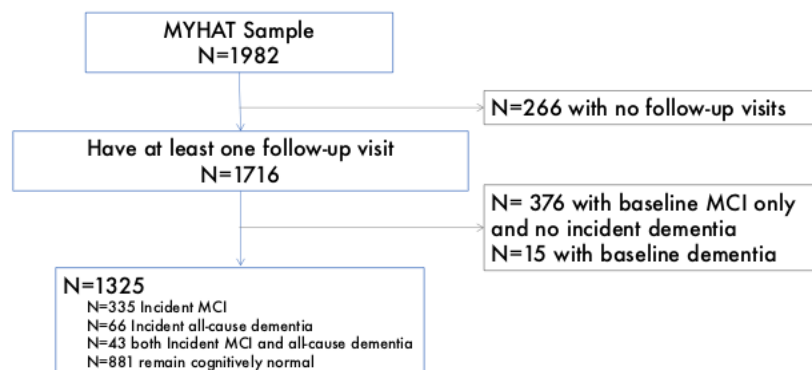 MYHAT Sample
N=1982
N=266 with no follow-up visits
Have at least one follow-up visit
N=1716
N= 376 with baseline MCI only
and no incident dementia
N=15 with baseline dementia
N=1325
N=335 Incident MCI
N=66 Incident all-cause dementia
N=43 both Incident MCI and all-cause dementia
N=881 remain cognitively normal